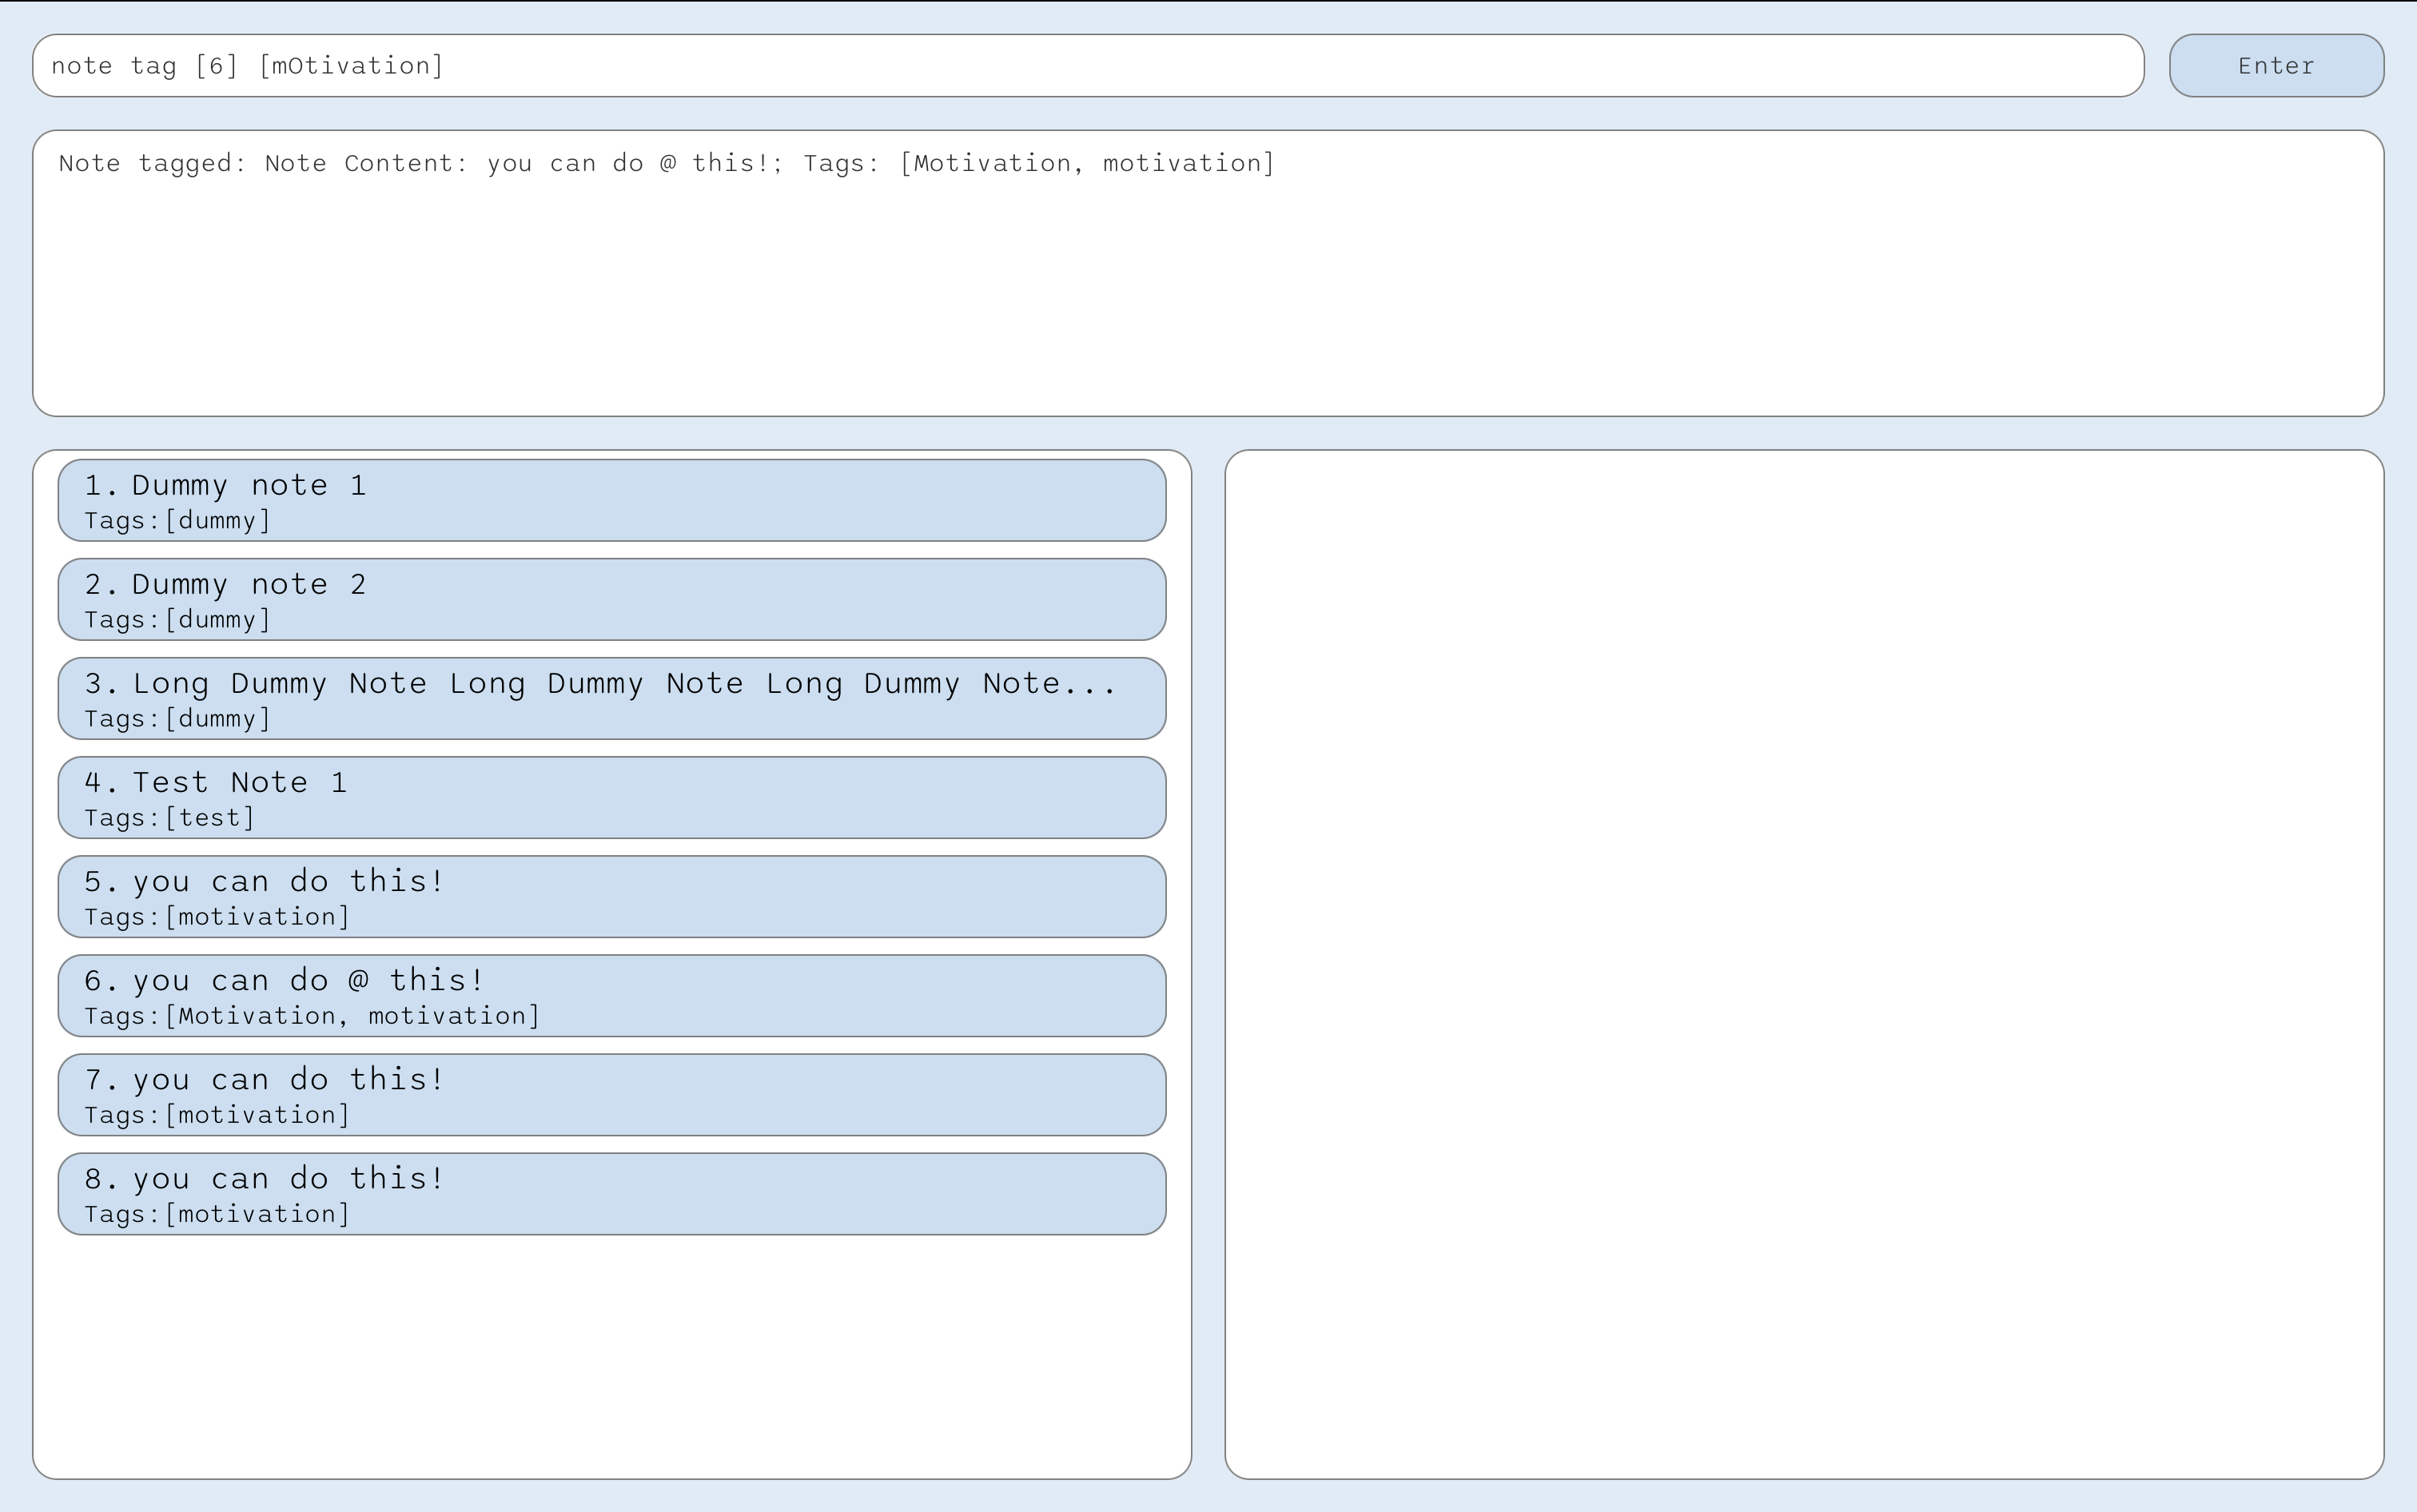 note tag [6] [mOtivation]
Enter
Note tagged: Note Content: you can do @ this!; Tags: [Motivation, motivation]
1. Dummy note 1
Tags:[dummy]
2. Dummy note 2
Tags:[dummy]
3. Long Dummy Note Long Dummy Note Long Dummy Note...
Tags:[dummy]
4. Test Note 1
Tags:[test]
5. you can do this!
Tags:[motivation]
6. you can do @ this!
Tags:[Motivation, motivation]
7. you can do this!
Tags:[motivation]
8. you can do this!
Tags:[motivation]